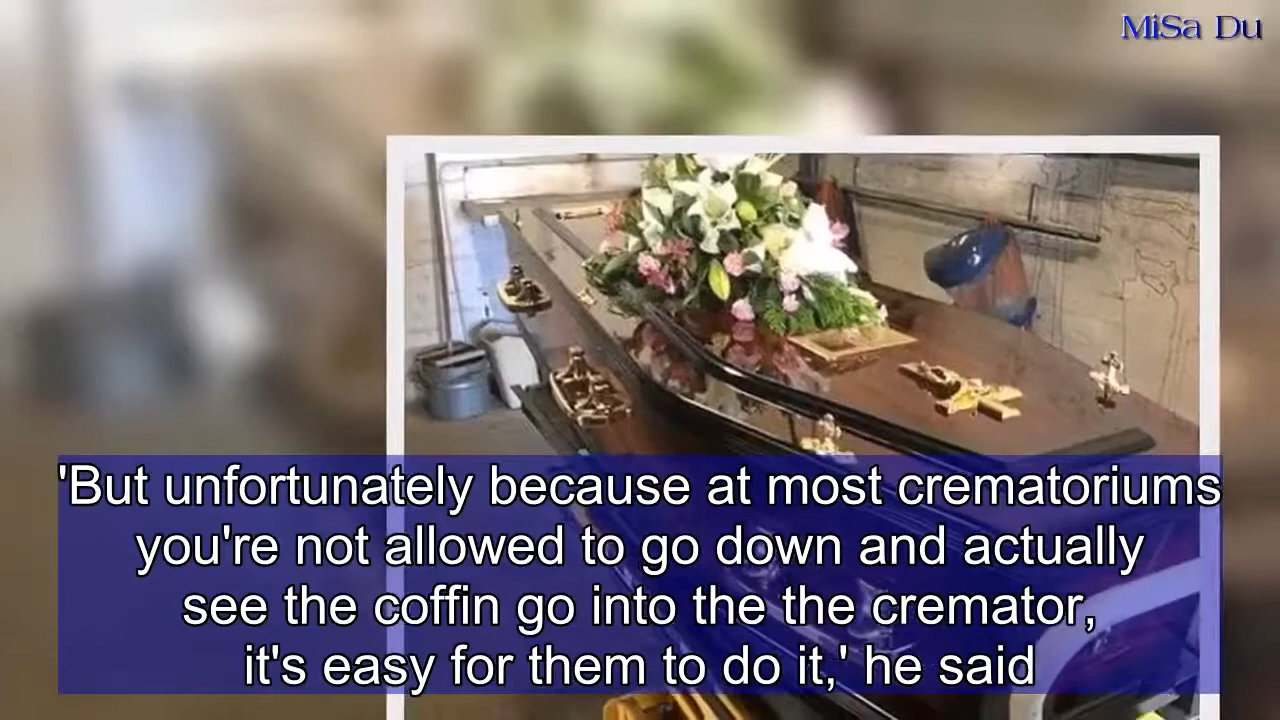 MiSa Du
'But unfortunately because at most crematoriums
you're not allowed to go down and actually
see the coffin go into the the cremator,
it's easy for them to do it,' he said